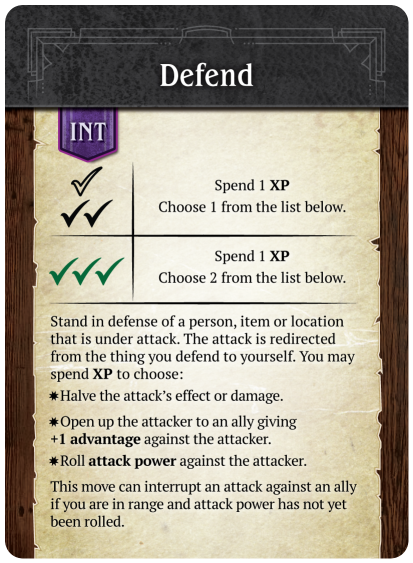 Defend
INT
Spend 1 XP
Choose 1 from the list below.
Spend 1 XP
Choose 2 from the list below.
Stand in defense of a person, item or location
that is under attack. The attack is redirected
from the thing you defend to yourself. You may
spend XP to choose:
✷Halve the attack’s effect or damage.
✷Open up the attacker to an ally giving
+1 advantage against the attacker.
✷Roll attack power against the attacker.
This move can interrupt an attack against an ally
if you are in range and attack power has not yet
been rolled.